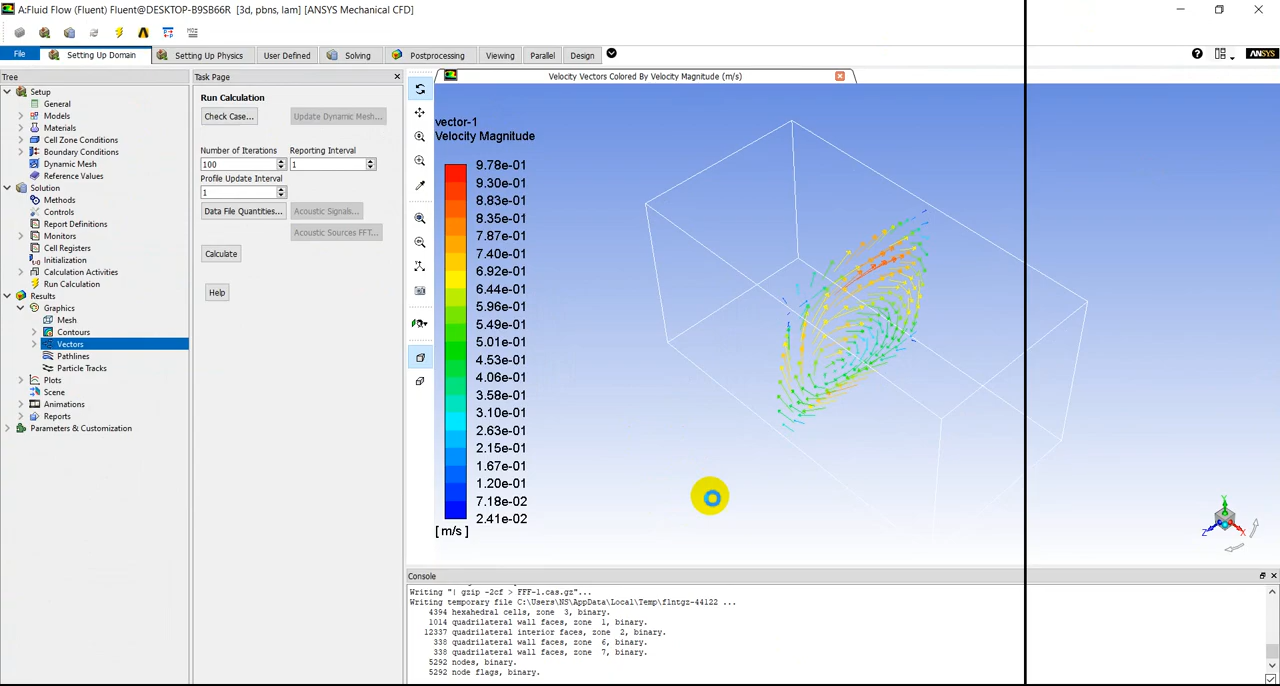 A:Fluid Flow (Fluent) Fluent@DESKTOP-B9SB66R [3d, pbns, lam] [ANSYS Mechanical CFD]
File
Setting Up Domain
Setting Up Physics
User Defined
Solving
Postprocessing
Viewing
Parallel
Design
ANSYS
Tree
Task Page
Velocity Vectors Colored By Velocity Magnitude (m/s)
Setup
General
Models
Materials
Cell Zone Conditions
Boundary Conditions
Dynamic Mesh
Reference Values
Solution
Methods
Controls
Report Definitions
Monitors
Cell Registers
Initialization
Calculation Activities
Run Calculation
Results
Graphics
Mesh
Contours
Vectors
Pathlines
Particle Tracks
Plots
Scene
Animations
Reports
Parameters & Customization
Run Calculation
Check Case...
Update Dynamic Mesh...
Number of Iterations
Reporting Interval
100
1
Profile Update Interval
1
Data File Quantities...
Acoustic Signals...
Acoustic Sources FFT...
Calculate
Help
vector-1
Velocity Magnitude
9.78e-01
9.30e-01
8.83e-01
8.35e-01
7.87e-01
7.40e-01
6.92e-01
6.44e-01
5.96e-01
5.49e-01
5.01e-01
4.53e-01
4.06e-01
3.58e-01
3.10e-01
2.63e-01
2.15e-01
1.67e-01
1.20e-01
7.18e-02
2.41e-02
[ m/s ]
Y
Z
X
Console
Writing "| gzip -2cf > FFF-1.cas.gz"...
Writing temporary file C:\Users\NS\AppData\Local\Temp\flntgz-44122 ...
4394 hexahedral cells, zone 3, binary.
1014 quadrilateral wall faces, zone 1, binary.
12337 quadrilateral interior faces, zone 2, binary.
338 quadrilateral wall faces, zone 6, binary.
338 quadrilateral wall faces, zone 7, binary.
5292 nodes, binary.
5292 node flags, binary.